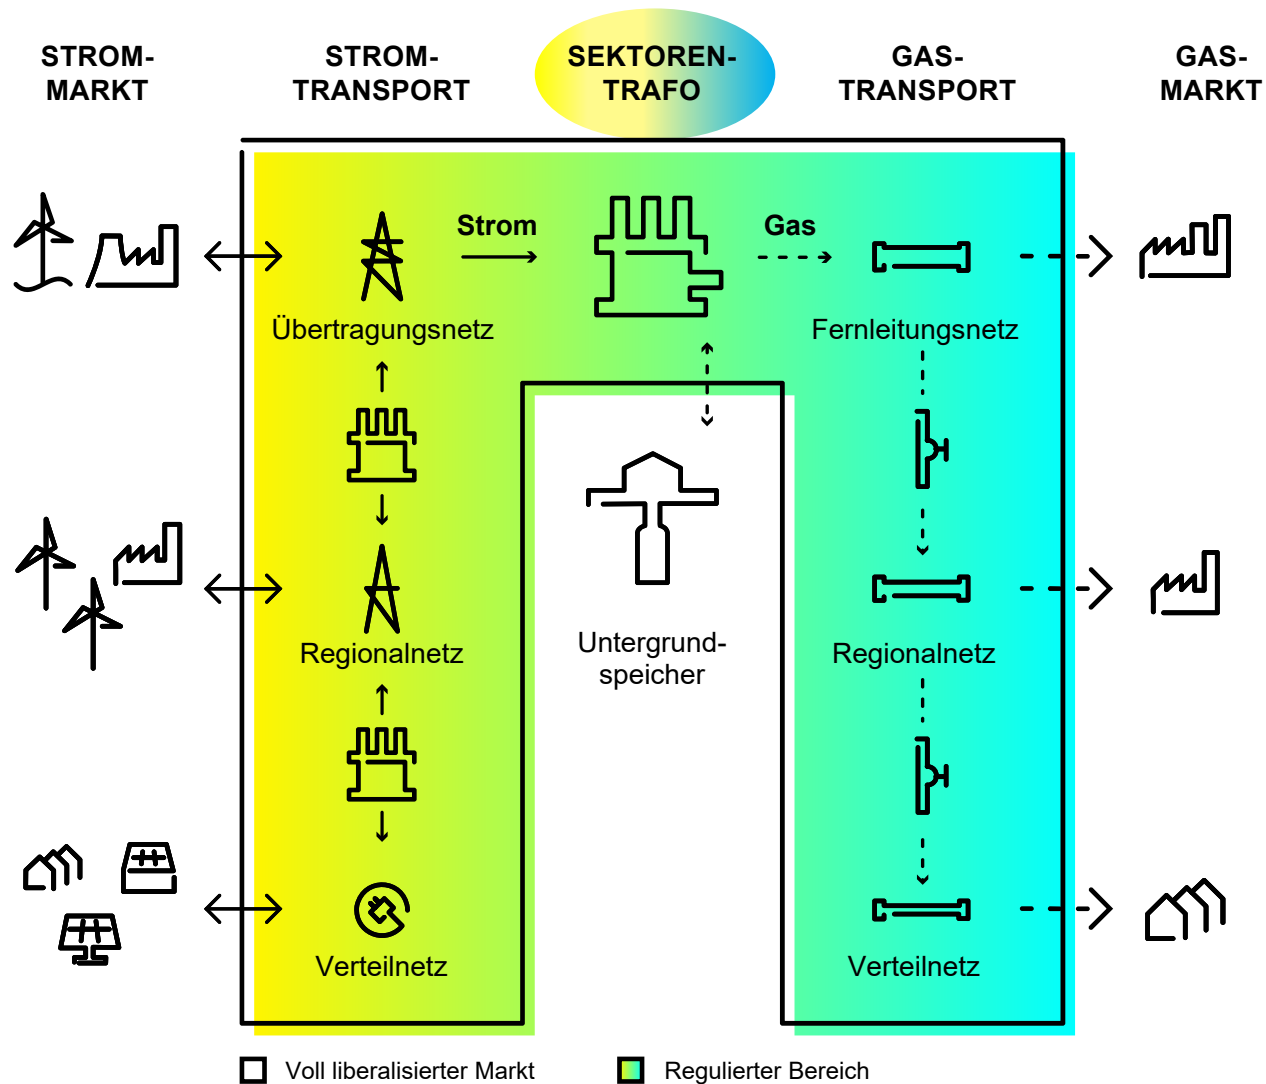 STROM-
MARKT
STROM-
TRANSPORT
SEKTOREN-
TRAFO
GAS-
TRANSPORT
GAS-
MARKT
Strom
Gas
Übertragungsnetz
Fernleitungsnetz
Untergrund-
speicher
Regionalnetz
Regionalnetz
Verteilnetz
Verteilnetz
Voll liberalisierter Markt
Regulierter Bereich